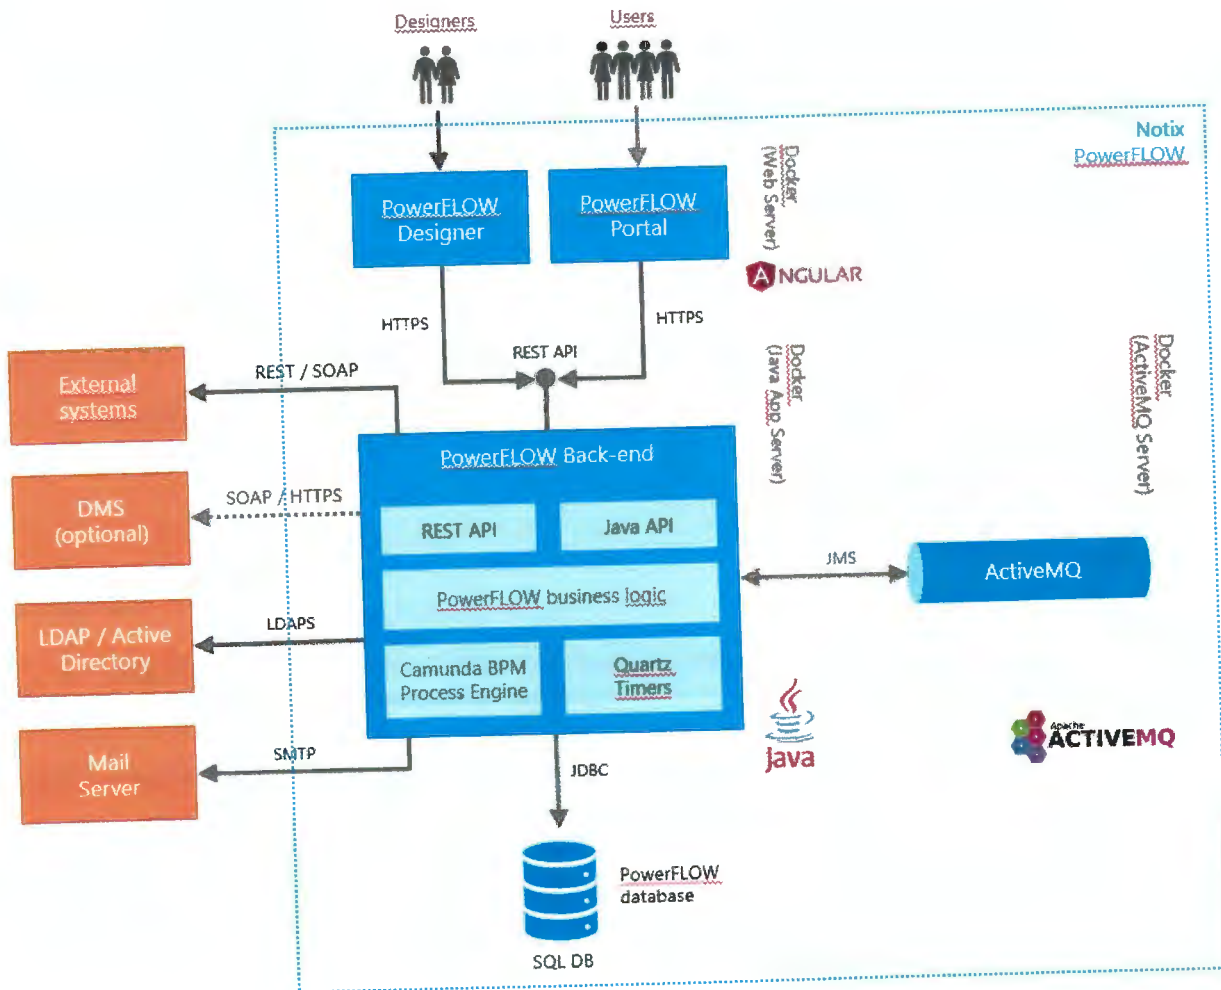 Designers
Users
Notix
PowerFLOW
PowerFLOW
Designer
PowerFLOW
Portal
Docker
(Web Server)
ANGULAR
HTTPS
HTTPS
REST API
Docker
(Java App Server)
Docker
(ActiveMQ Server)
External
systems
REST / SOAP
PowerFLOW Back-end
DMS
(optional)
SOAP / HTTPS
REST API
Java API
JMS
ActiveMQ
PowerFLOW business logic
LDAP / Active
Directory
LDAPS
Camunda BPM
Process Engine
Quartz
Timers
Java
Apache
ACTIVEMQ
Mail
Server
SMTP
JDBC
PowerFLOW
database
SQL DB